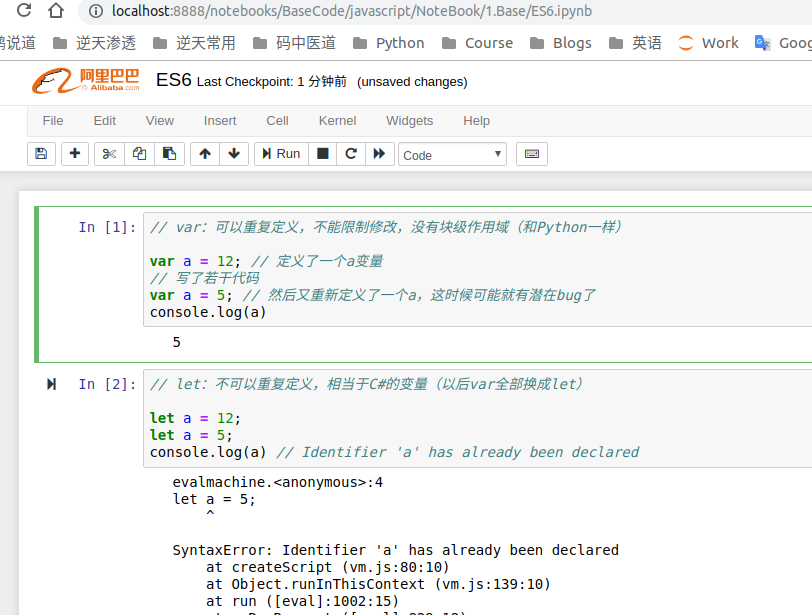 localhost:8888/notebooks/BaseCode/javascript/NoteBook/1.Base/ES6.ipynb
说道 逆天渗透 逆天常用 码中医道 Python Course Blogs 英语 Work Goog
阿里巴巴 Alibaba.com ES6 Last Checkpoint: 1 分钟前 (unsaved changes)
File Edit View Insert Cell Kernel Widgets Help
Run Code
In [1]: // var：可以重复定义，不能限制修改，没有块级作用域（和Python一样）
var a = 12; // 定义了一个a变量
// 写了若干代码
var a = 5; // 然后又重新定义了一个a，这时候可能就有潜在bug了
console.log(a)
5
In [2]: // let：不可以重复定义，相当于C#的变量（以后var全部换成let）
let a = 12;
let a = 5;
console.log(a) // Identifier 'a' has already been declared
evalmachine.<anonymous>:4
let a = 5;
^
SyntaxError: Identifier 'a' has already been declared
at createScript (vm.js:80:10)
at Object.runInThisContext (vm.js:139:10)
at run ([eval]:1002:15)